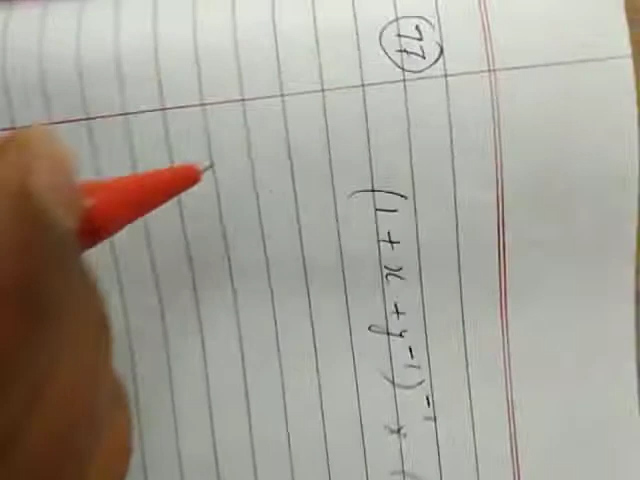 77
(1 + x + y⁻¹)⁻¹ ×